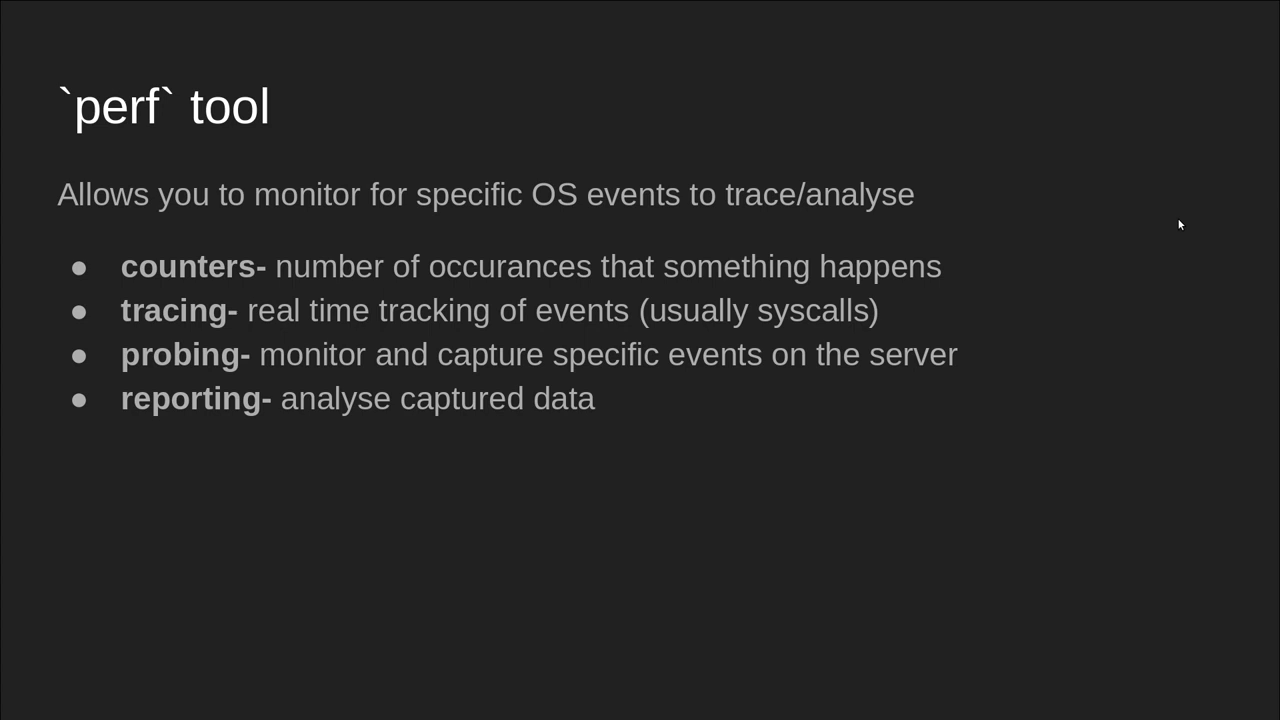 `perf` tool
Allows you to monitor for specific OS events to trace/analyse
● counters- number of occurances that something happens
● tracing- real time tracking of events (usually syscalls)
● probing- monitor and capture specific events on the server
● reporting- analyse captured data